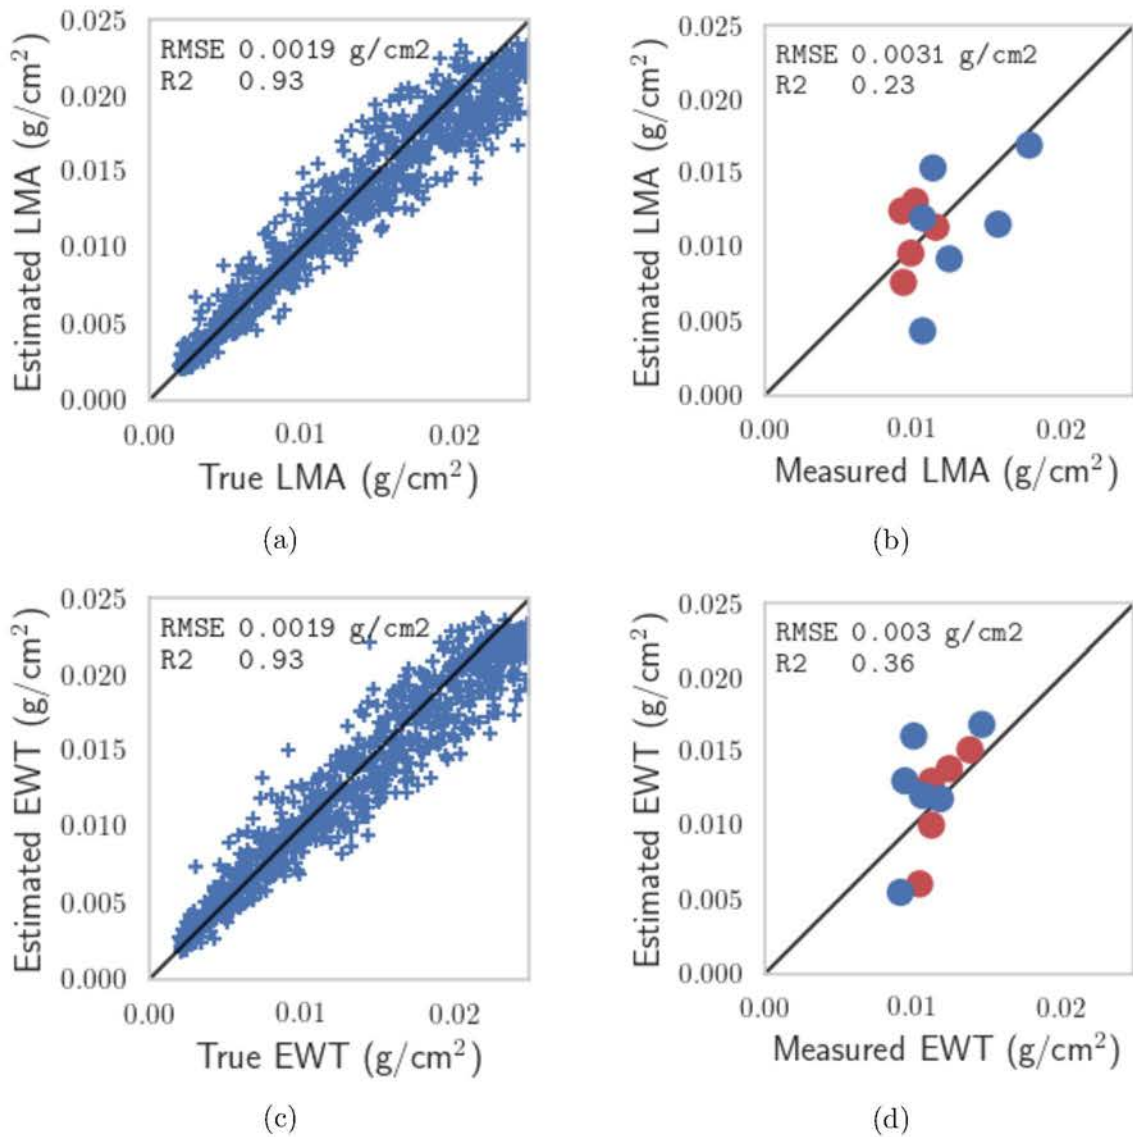 0.025
0.020
0.015
0.010
0.005
0.000
Estimated LMA (g/cm²)
RMSE 0.0019 g/cm2
R2 0.93
0.00 0.01 0.02
True LMA (g/cm²)
(a)
0.025
0.020
0.015
0.010
0.005
0.000
Estimated LMA (g/cm²)
RMSE 0.0031 g/cm2
R2 0.23
0.00 0.01 0.02
Measured LMA (g/cm²)
(b)
0.025
0.020
0.015
0.010
0.005
0.000
Estimated EWT (g/cm²)
RMSE 0.0019 g/cm2
R2 0.93
0.00 0.01 0.02
True EWT (g/cm²)
(c)
0.025
0.020
0.015
0.010
0.005
0.000
Estimated EWT (g/cm²)
RMSE 0.003 g/cm2
R2 0.36
0.00 0.01 0.02
Measured EWT (g/cm²)
(d)